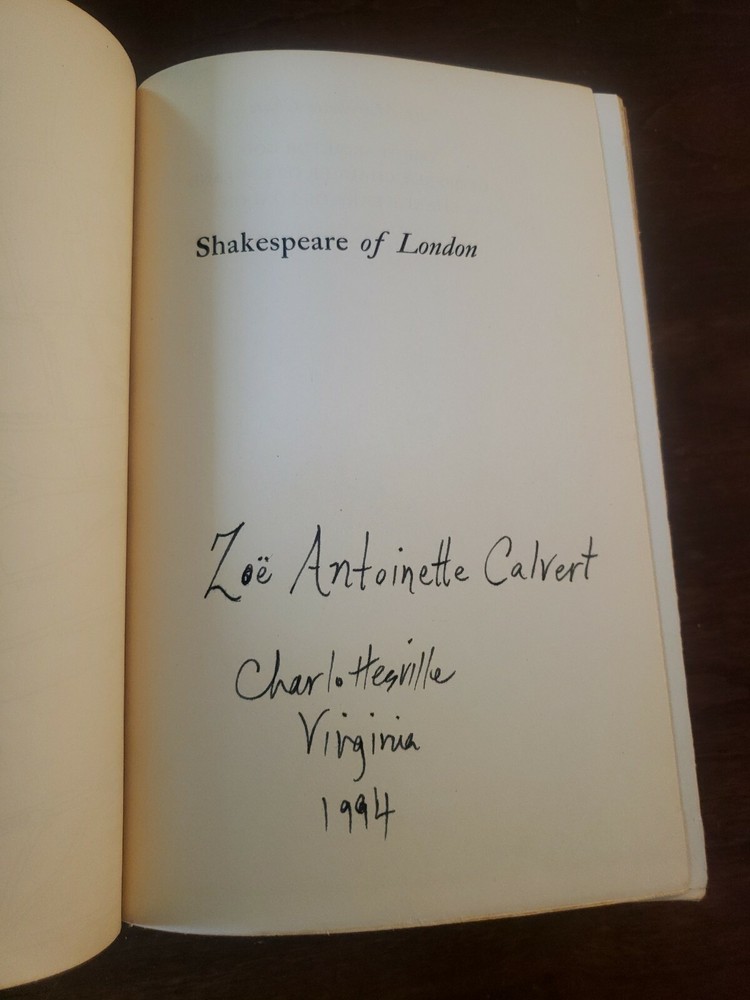 Shakespeare of London
Zoë Antoinette Calvert
Charlottesville
Virginia
1994